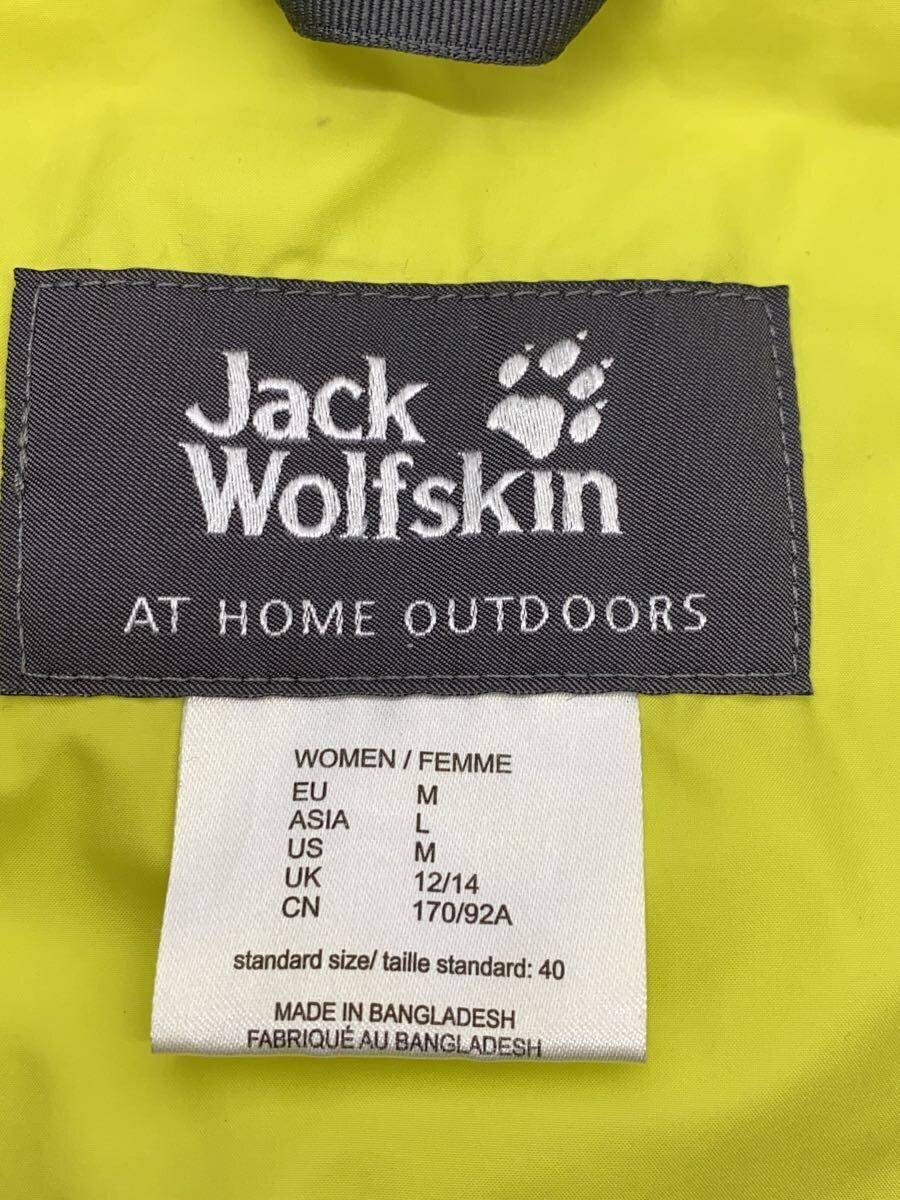 Jack
Wolfskin
AT HOME OUTDOORS
WOMEN / FEMME
EU M
ASIA L
US M
UK 12/14
CN 170/92A
standard size/ taille standard: 40
MADE IN BANGLADESH
FABRIQUÉ AU BANGLADESH